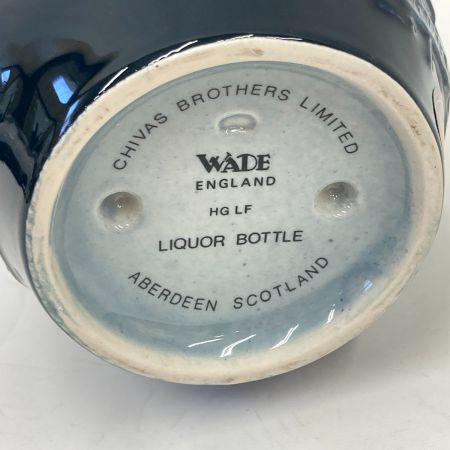 CHIVAS BROTHERS LIMITED
WADE
ENGLAND
HG LF
LIQUOR BOTTLE
ABERDEEN SCOTLAND